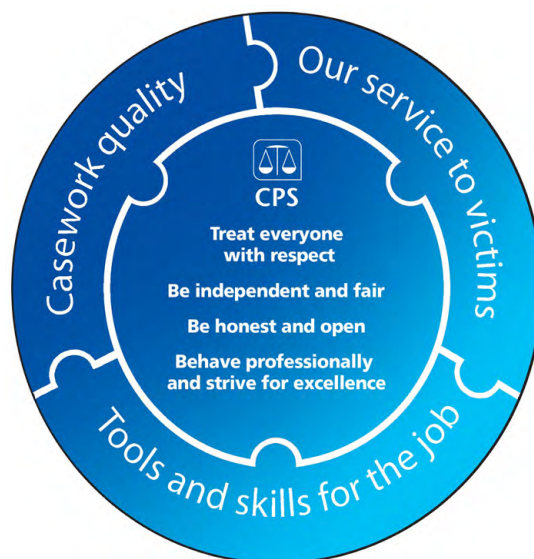 Casework quality
Our service to victims
CPS
Treat everyone
with respect
Be independent and fair
Be honest and open
Behave professionally
and strive for excellence
Tools and skills for the job